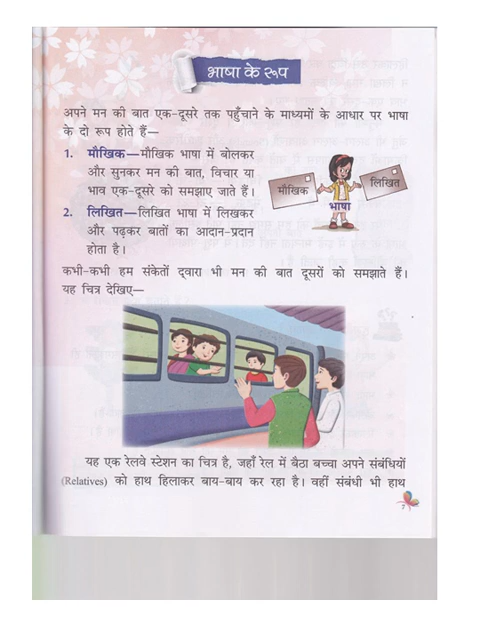 भाषा के रूप
अपने मन की बात एक-दूसरे तक पहुँचाने के माध्यमों के आधार पर भाषा
के दो रूप होते हैं—
1. मौखिक—मौखिक भाषा में बोलकर
और सुनकर मन की बात, विचार या
भाव एक-दूसरे को समझाए जाते हैं।
मौखिक
लिखित
भाषा
2. लिखित—लिखित भाषा में लिखकर
और पढ़कर बातों का आदान-प्रदान
होता है।
कभी-कभी हम संकेतों द्वारा भी मन की बात दूसरों को समझाते हैं।
यह चित्र देखिए—
यह एक रेलवे स्टेशन का चित्र है, जहाँ रेल में बैठा बच्चा अपने संबंधियों
(Relatives) को हाथ हिलाकर बाय-बाय कर रहा है। वहीं संबंधी भी हाथ
7